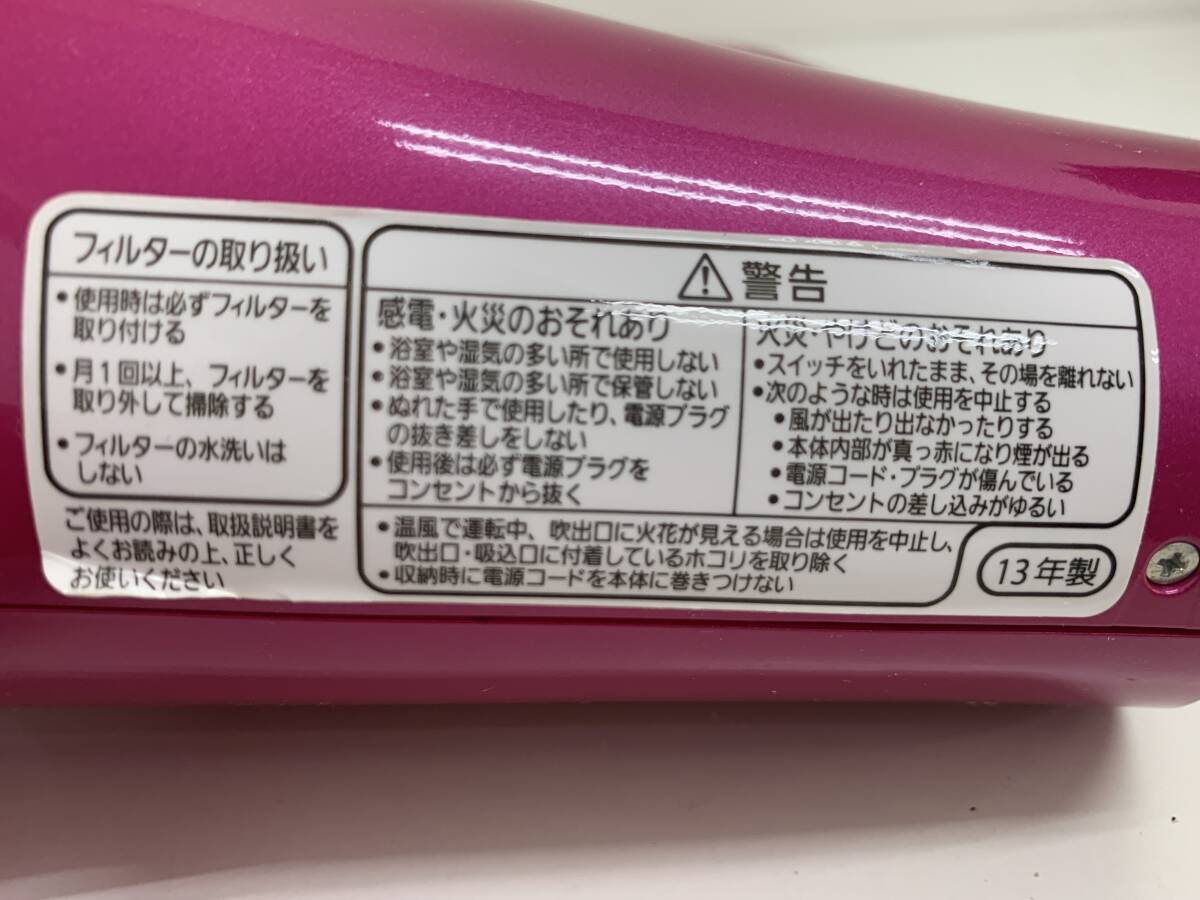 フィルターの取り扱い
・使用時は必ずフィルターを
取り付ける
・月1回以上、フィルターを
取り外して掃除する
・フィルターの水洗いは
しない
ご使用の際は、取扱説明書を
よくお読みの上、正しく
お使いください
⚠警告
感電・火災のおそれあり
・浴室や湿気の多い所で使用しない
・浴室や湿気の多い所で保管しない
・ぬれた手で使用したり、電源プラグ
の抜き差しをしない
・使用後は必ず電源プラグを
コンセントから抜く
火災・やけどのおそれあり
・スイッチをいれたまま、その場を離れない
・次のような時は使用を中止する
・風が出たり出なかったりする
・本体内部が真っ赤になり煙が出る
・電源コード・プラグが傷んでいる
・コンセントの差し込みがゆるい
・温風で運転中、吹出口に火花が見える場合は使用を中止し、
吹出口・吸込口に付着しているホコリを取り除く
・収納時に電源コードを本体に巻きつけない
13年製